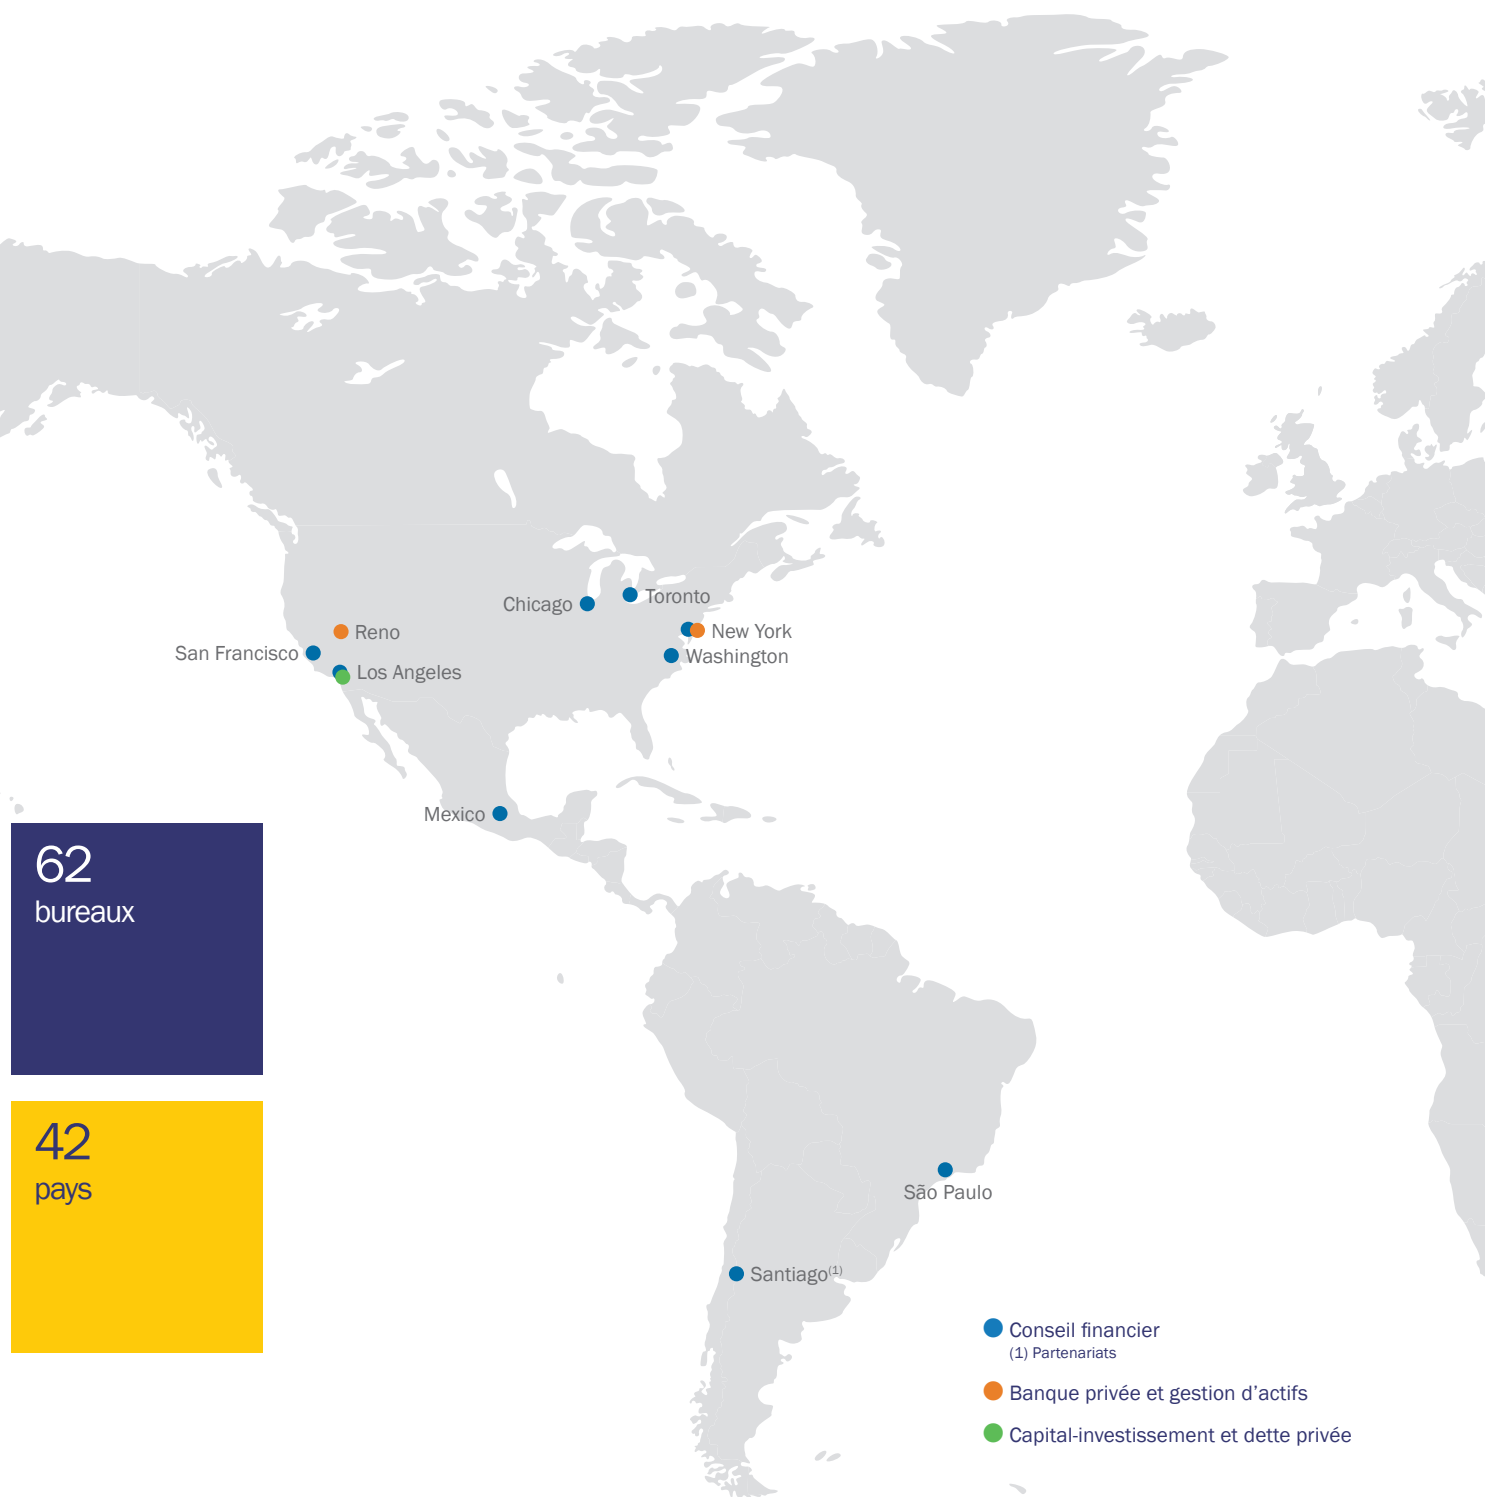 Chicago
Toronto
Reno
New York
San Francisco
Washington
Los Angeles
Mexico
62
bureaux
42
pays
São Paulo
Santiago(1)
Conseil financier
(1) Partenariats
Banque privée et gestion d’actifs
Capital-investissement et dette privée